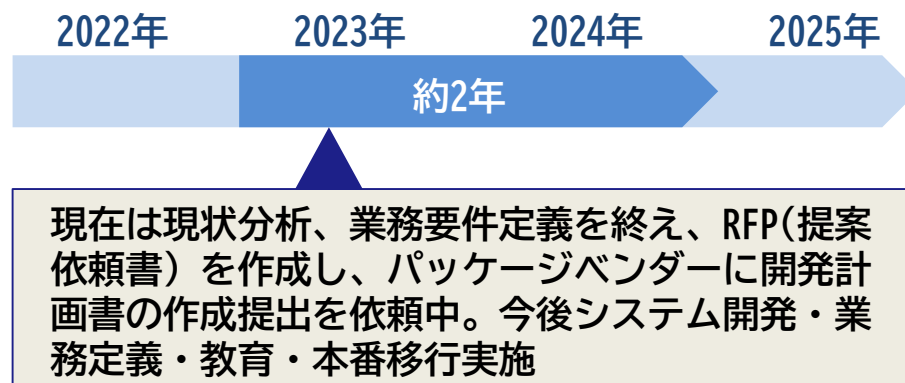 2022年 2023年 2024年 2025年
約2年
現在は現状分析、業務要件定義を終え、RFP(提案
依頼書）を作成し、パッケージベンダーに開発計
画書の作成提出を依頼中。今後システム開発・業
務定義・教育・本番移行実施